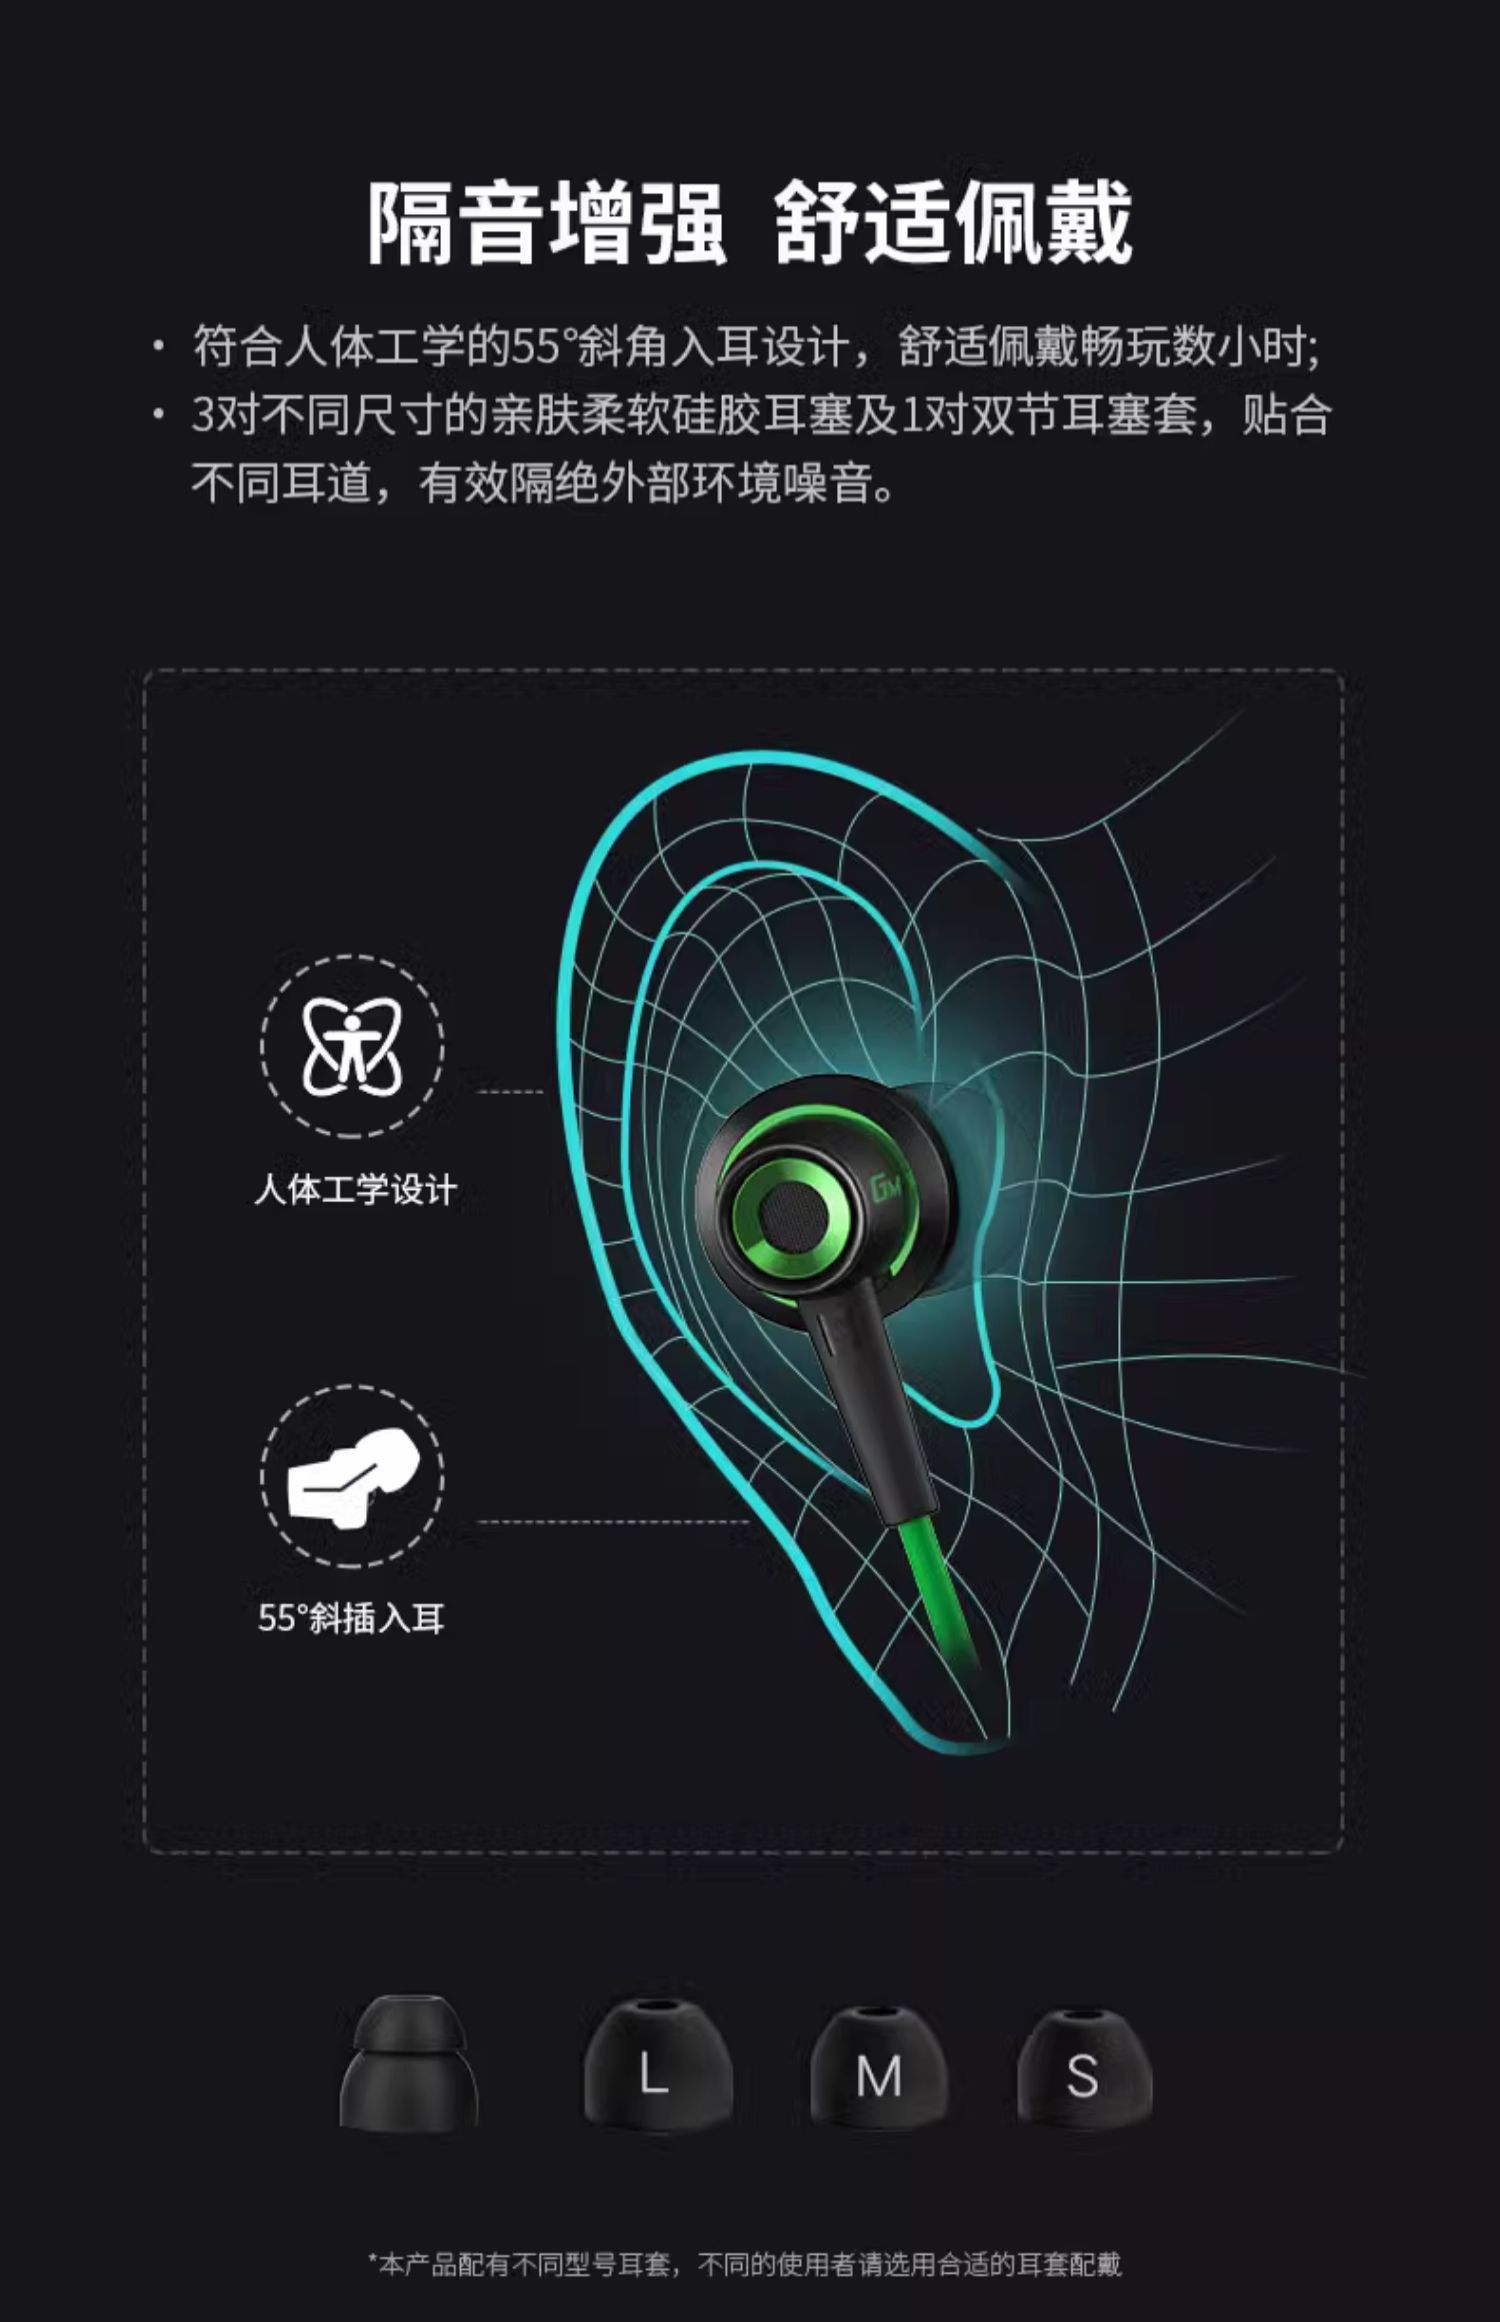 隔音增强 舒适佩戴
· 符合人体工学的55°斜角入耳设计，舒适佩戴畅玩数小时;
· 3对不同尺寸的亲肤柔软硅胶耳塞及1对双节耳塞套，贴合
不同耳道，有效隔绝外部环境噪音。
GM
人体工学设计
55°斜插入耳
L M S
*本产品配有不同型号耳套，不同的使用者请选用合适的耳套配戴